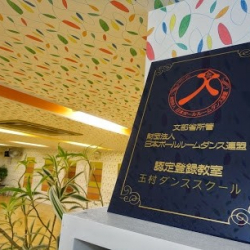 文部省所管
財団法人
日本ボールルームダンス連盟
認定登録教室
玉村ダンススクール